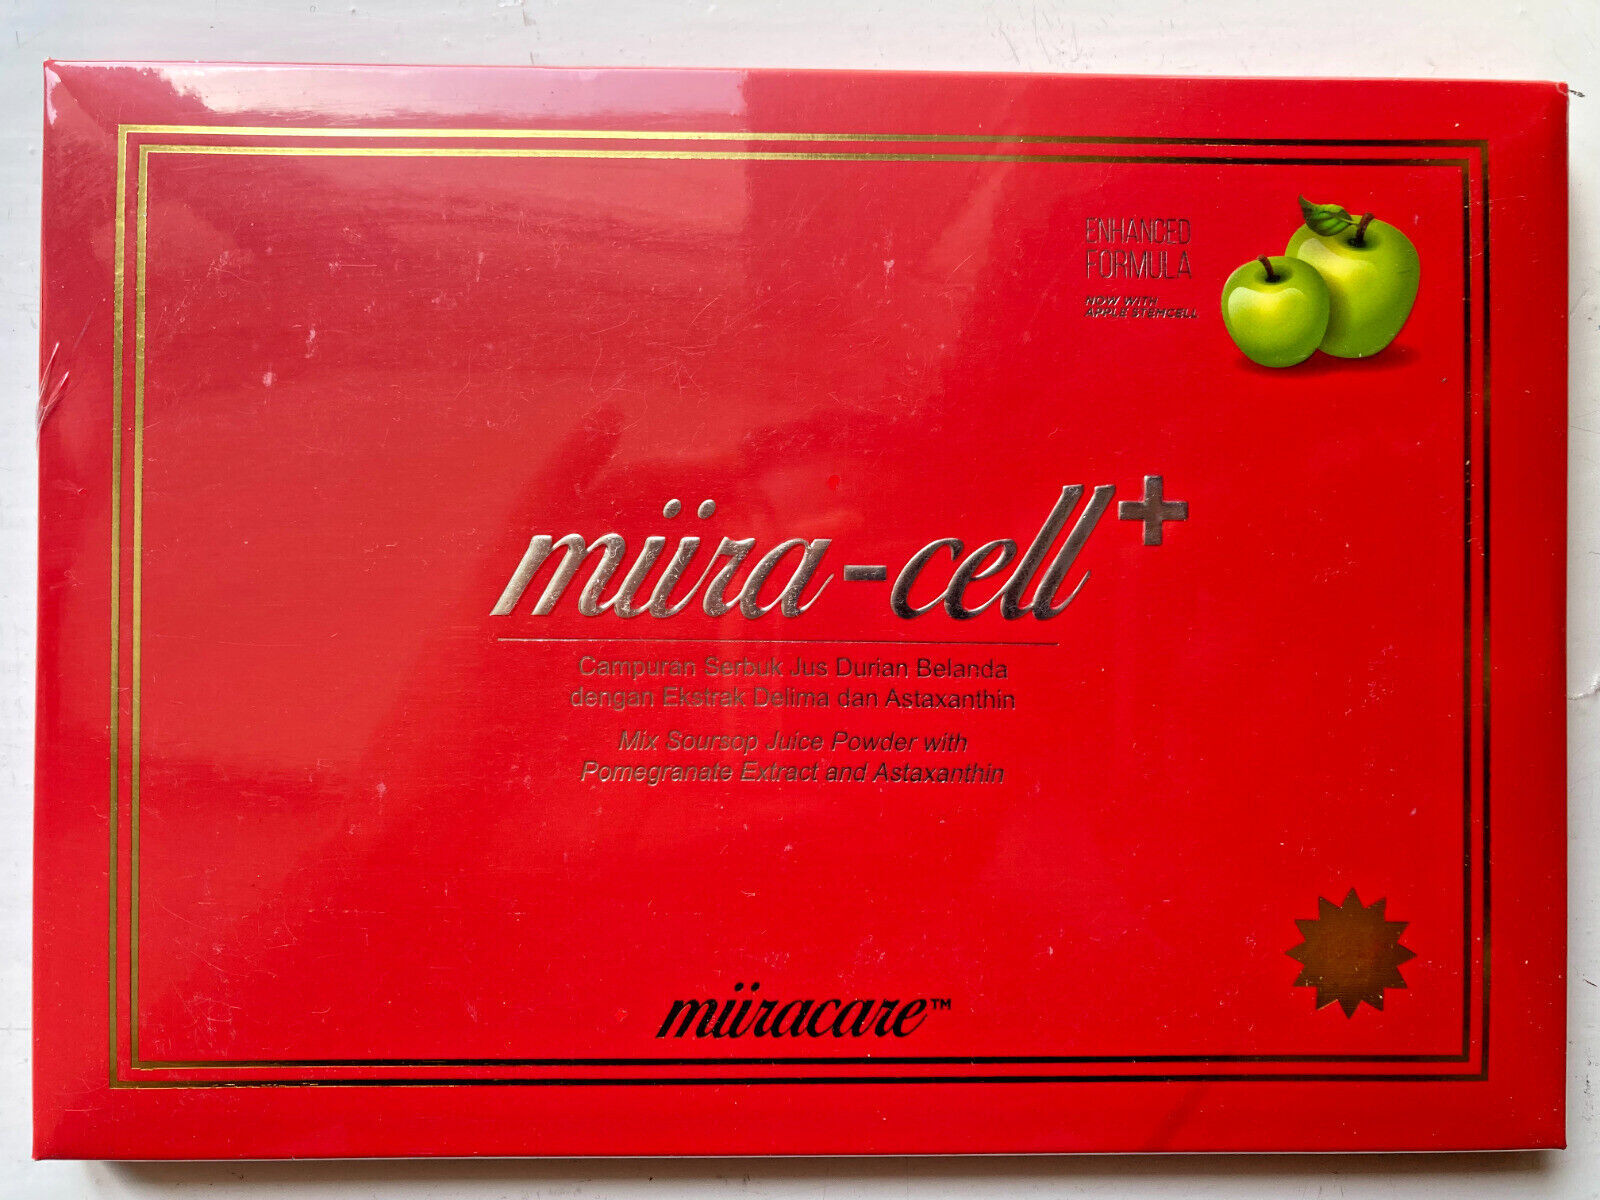 ENHANCED
FORMULA
NOW WITH
APPLE STEMCELL
müra-cell+
Campuran Serbuk Jus Durian Belanda
dengan Ekstrak Delima dan Astaxanthin
Mix Soursop Juice Powder with
Pomegranate Extract and Astaxanthin
müracare™